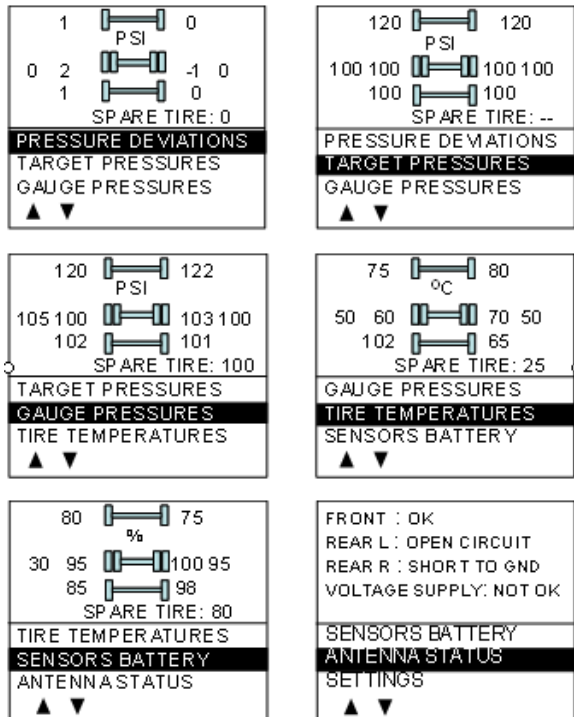 1 0
PSI
0 2 -1 0
1 0
SPARE TIRE: 0
PRESSURE DEVIATIONS
TARGET PRESSURES
GAUGE PRESSURES
▲ ▼
120 120
PSI
100 100 100 100
100 100
SPARE TIRE: --
PRESSURE DEVIATIONS
TARGET PRESSURES
GAUGE PRESSURES
▲ ▼
120 122
PSI
105 100 103 100
102 101
SPARE TIRE: 100
TARGET PRESSURES
GAUGE PRESSURES
TIRE TEMPERATURES
▲ ▼
75 80
ºC
50 60 70 50
102 65
SPARE TIRE: 25
GAUGE PRESSURES
TIRE TEMPERATURES
SENSORS BATTERY
▲ ▼
80 75
%
30 95 100 95
85 98
SPARE TIRE: 80
TIRE TEMPERATURES
SENSORS BATTERY
ANTENNA STATUS
▲ ▼
FRONT : OK
REAR L : OPEN CIRCUIT
REAR R : SHORT TO GND
VOLTAGE SUPPLY: NOT OK
SENSORS BATTERY
ANTENNA STATUS
SETTINGS
▲ ▼